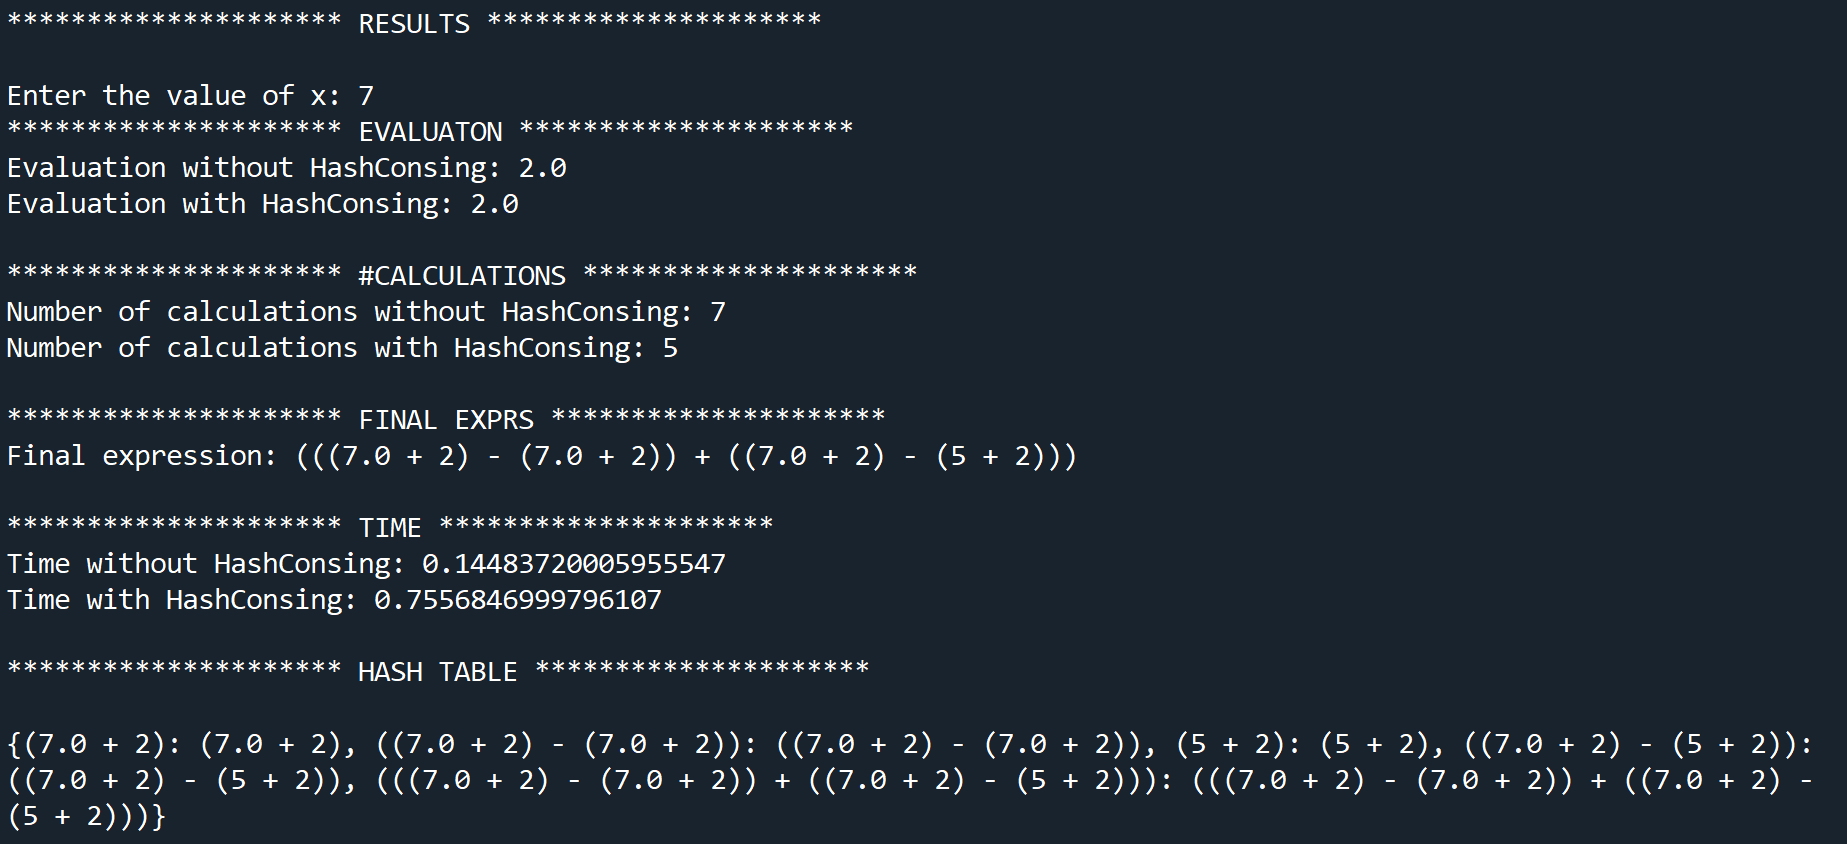 ********************* RESULTS *********************
Enter the value of x: 7
********************* EVALUATON *********************
Evaluation without HashConsing: 2.0
Evaluation with HashConsing: 2.0
********************* #CALCULATIONS *********************
Number of calculations without HashConsing: 7
Number of calculations with HashConsing: 5
********************* FINAL EXPRS *********************
Final expression: (((7.0 + 2) - (7.0 + 2)) + ((7.0 + 2) - (5 + 2)))
********************* TIME *********************
Time without HashConsing: 0.14483720005955547
Time with HashConsing: 0.7556846999796107
********************* HASH TABLE *********************
{(7.0 + 2): (7.0 + 2), ((7.0 + 2) - (7.0 + 2)): ((7.0 + 2) - (7.0 + 2)), (5 + 2): (5 + 2), ((7.0 + 2) - (5 + 2)):
((7.0 + 2) - (5 + 2)), (((7.0 + 2) - (7.0 + 2)) + ((7.0 + 2) - (5 + 2))): (((7.0 + 2) - (7.0 + 2)) + ((7.0 + 2) -
(5 + 2)))}